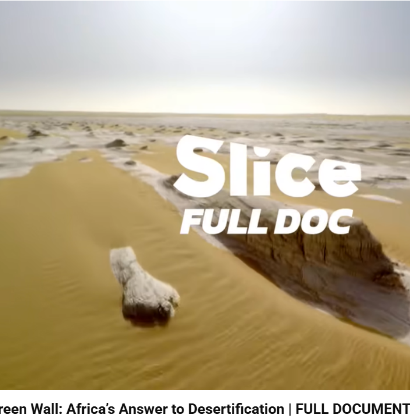 Slice
FULL DOC
reen Wall: Africa's Answer to Desertification | FULL DOCUMENT